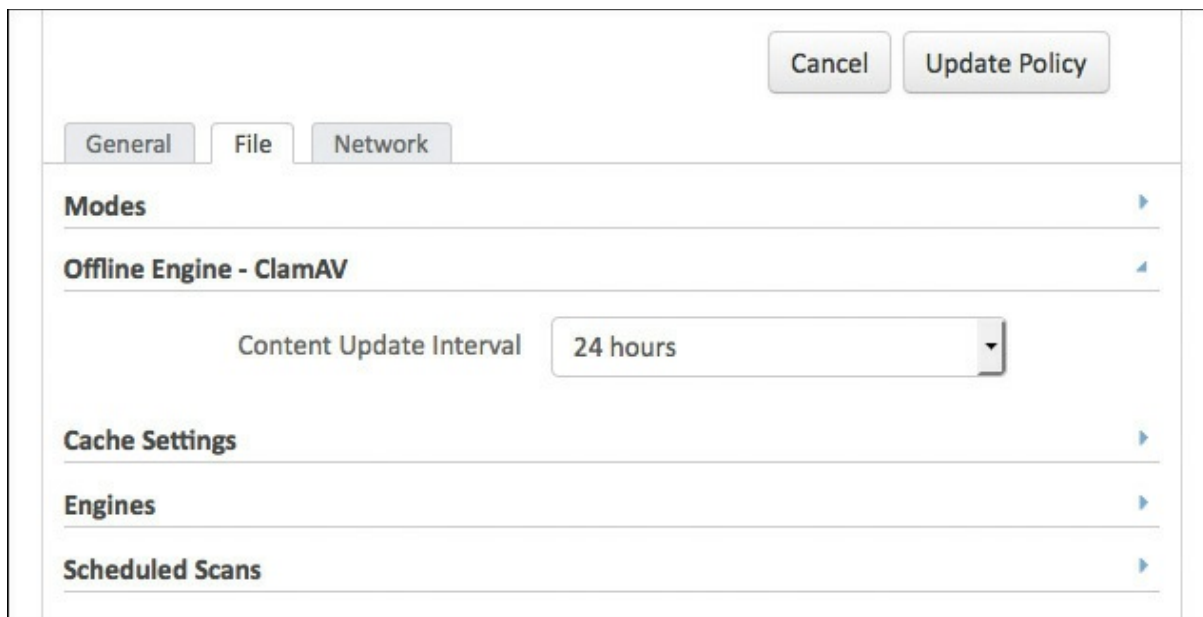 Cancel Update Policy
General File Network
Modes
Offline Engine - ClamAV
Content Update Interval 24 hours
Cache Settings
Engines
Scheduled Scans